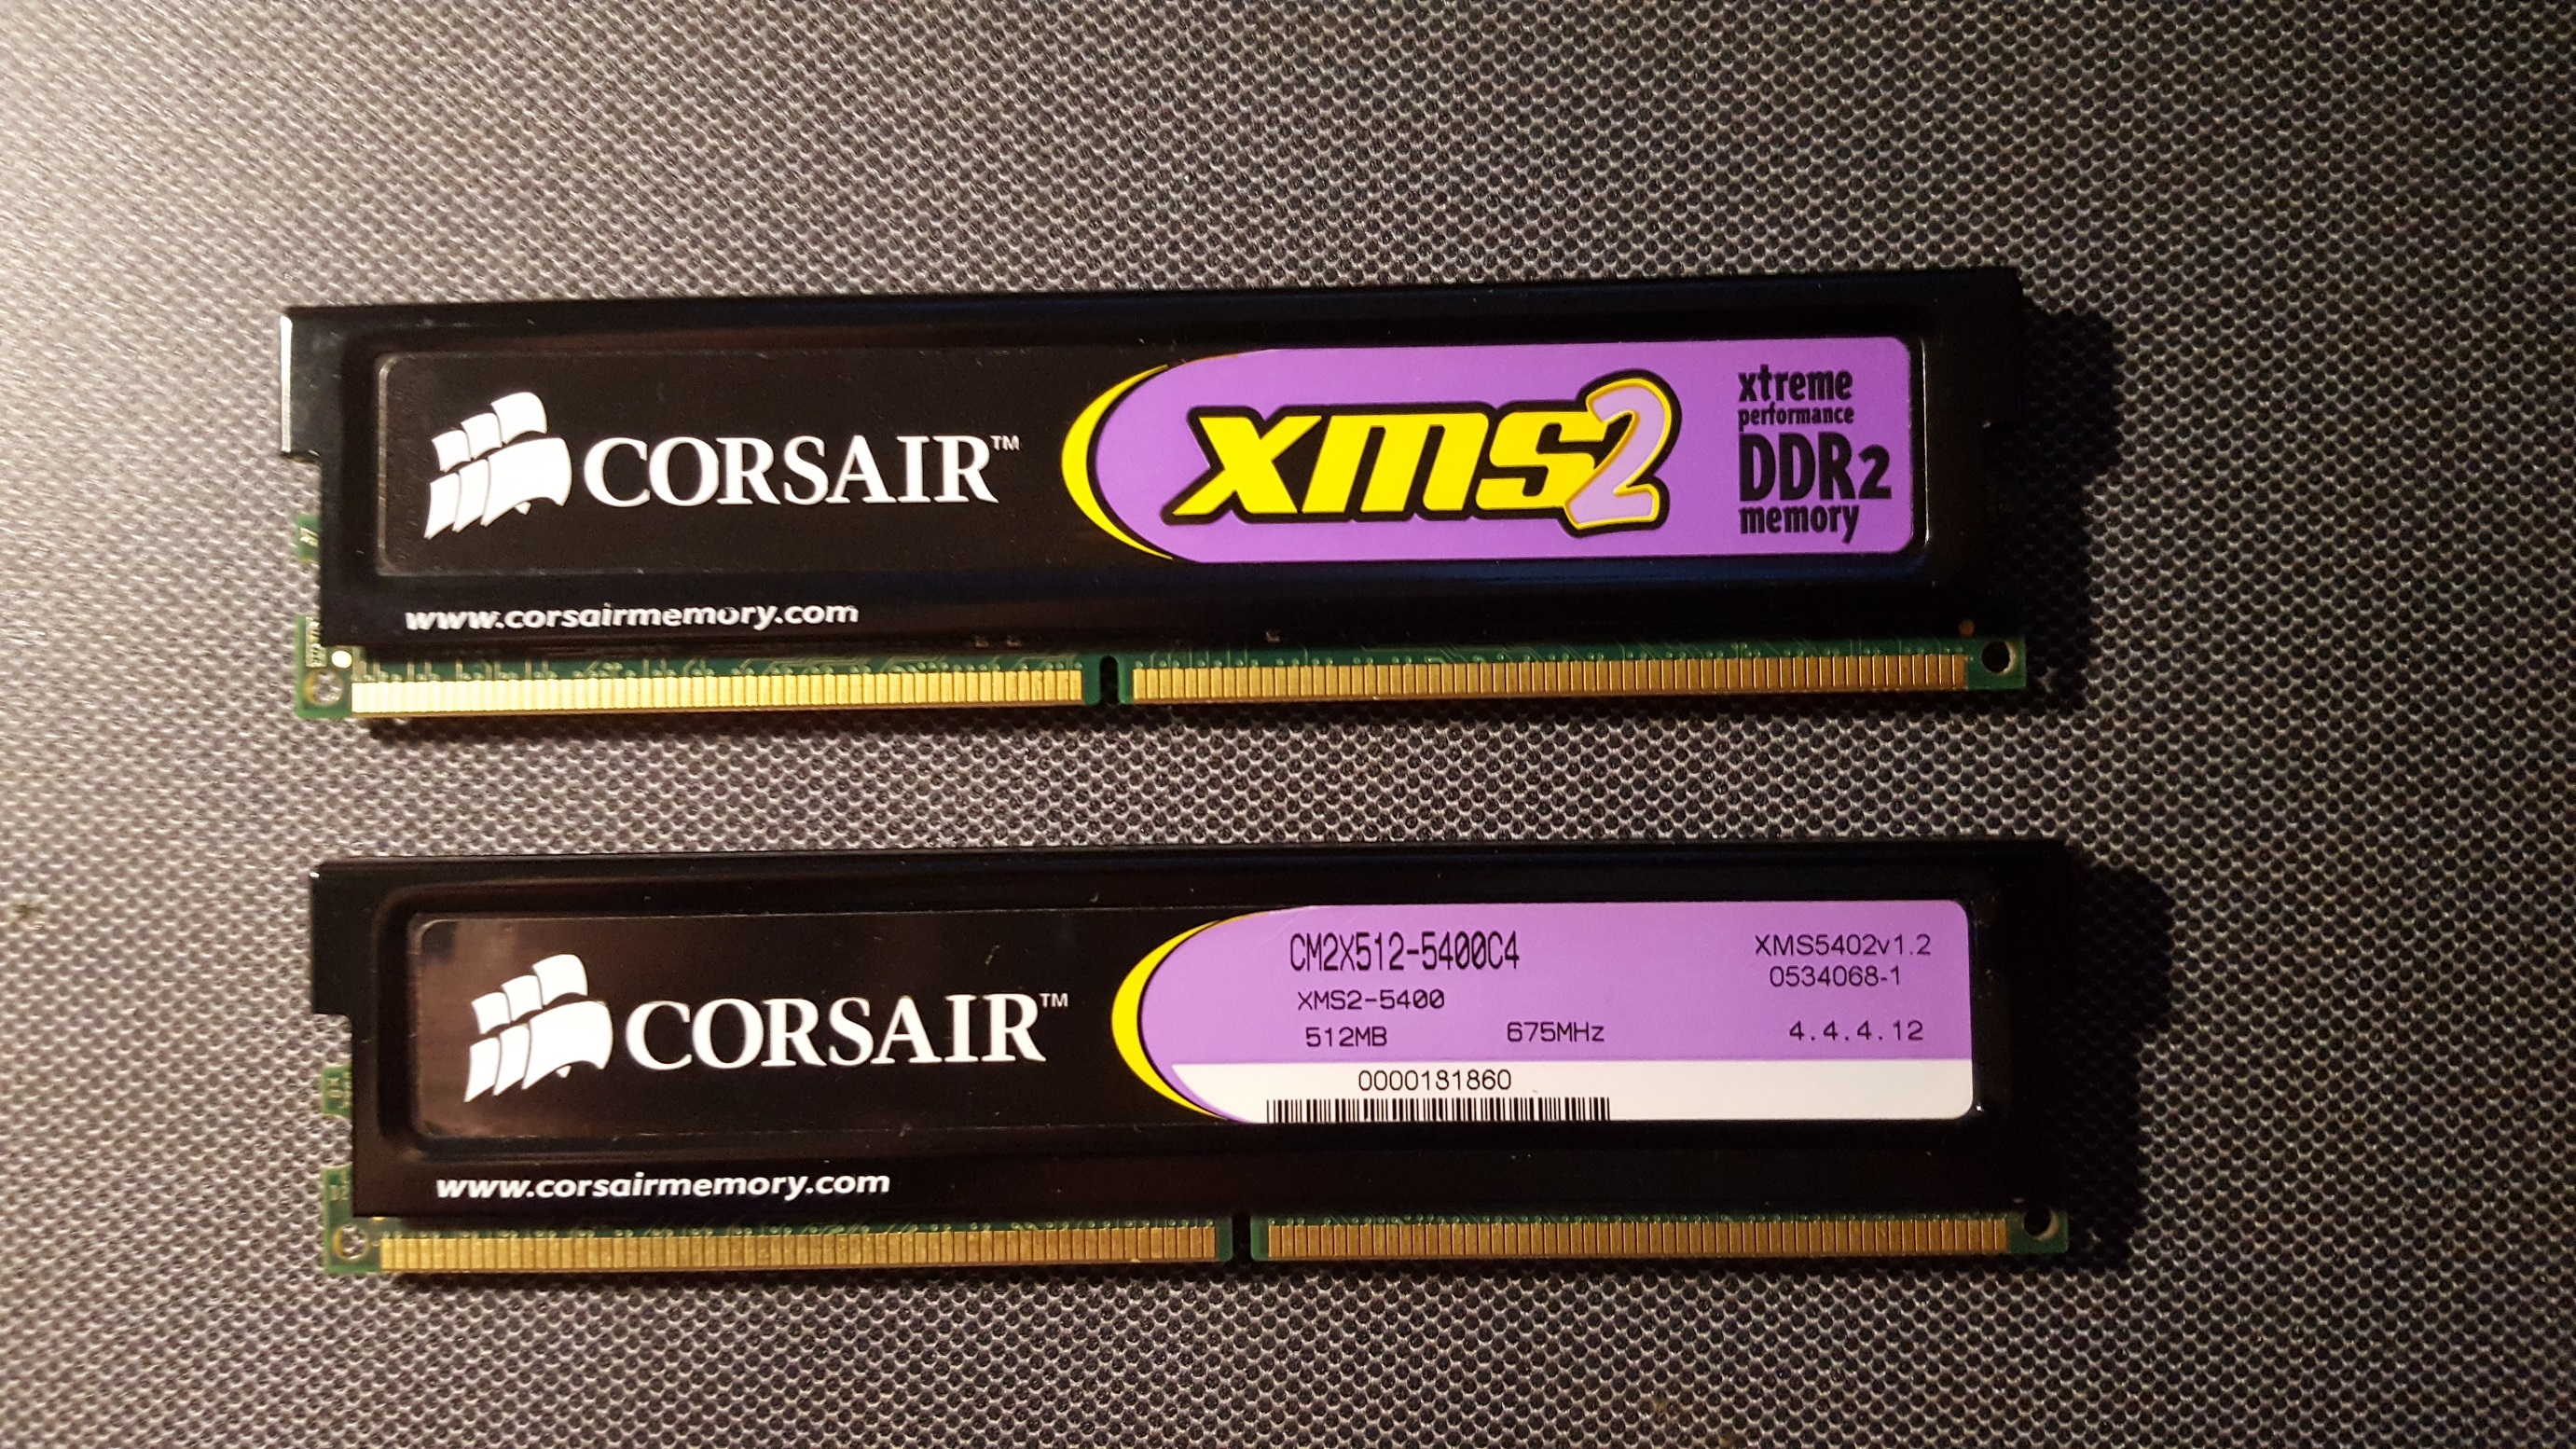 CORSAIR™
xms2
xtreme
performance
DDR2
memory
www.corsairmemory.com
CORSAIR™
CM2X512-5400C4
XMS5402v1.2
XMS2-5400
0534068-1
512MB 675MHz 4.4.4.12
0000181860
www.corsairmemory.com